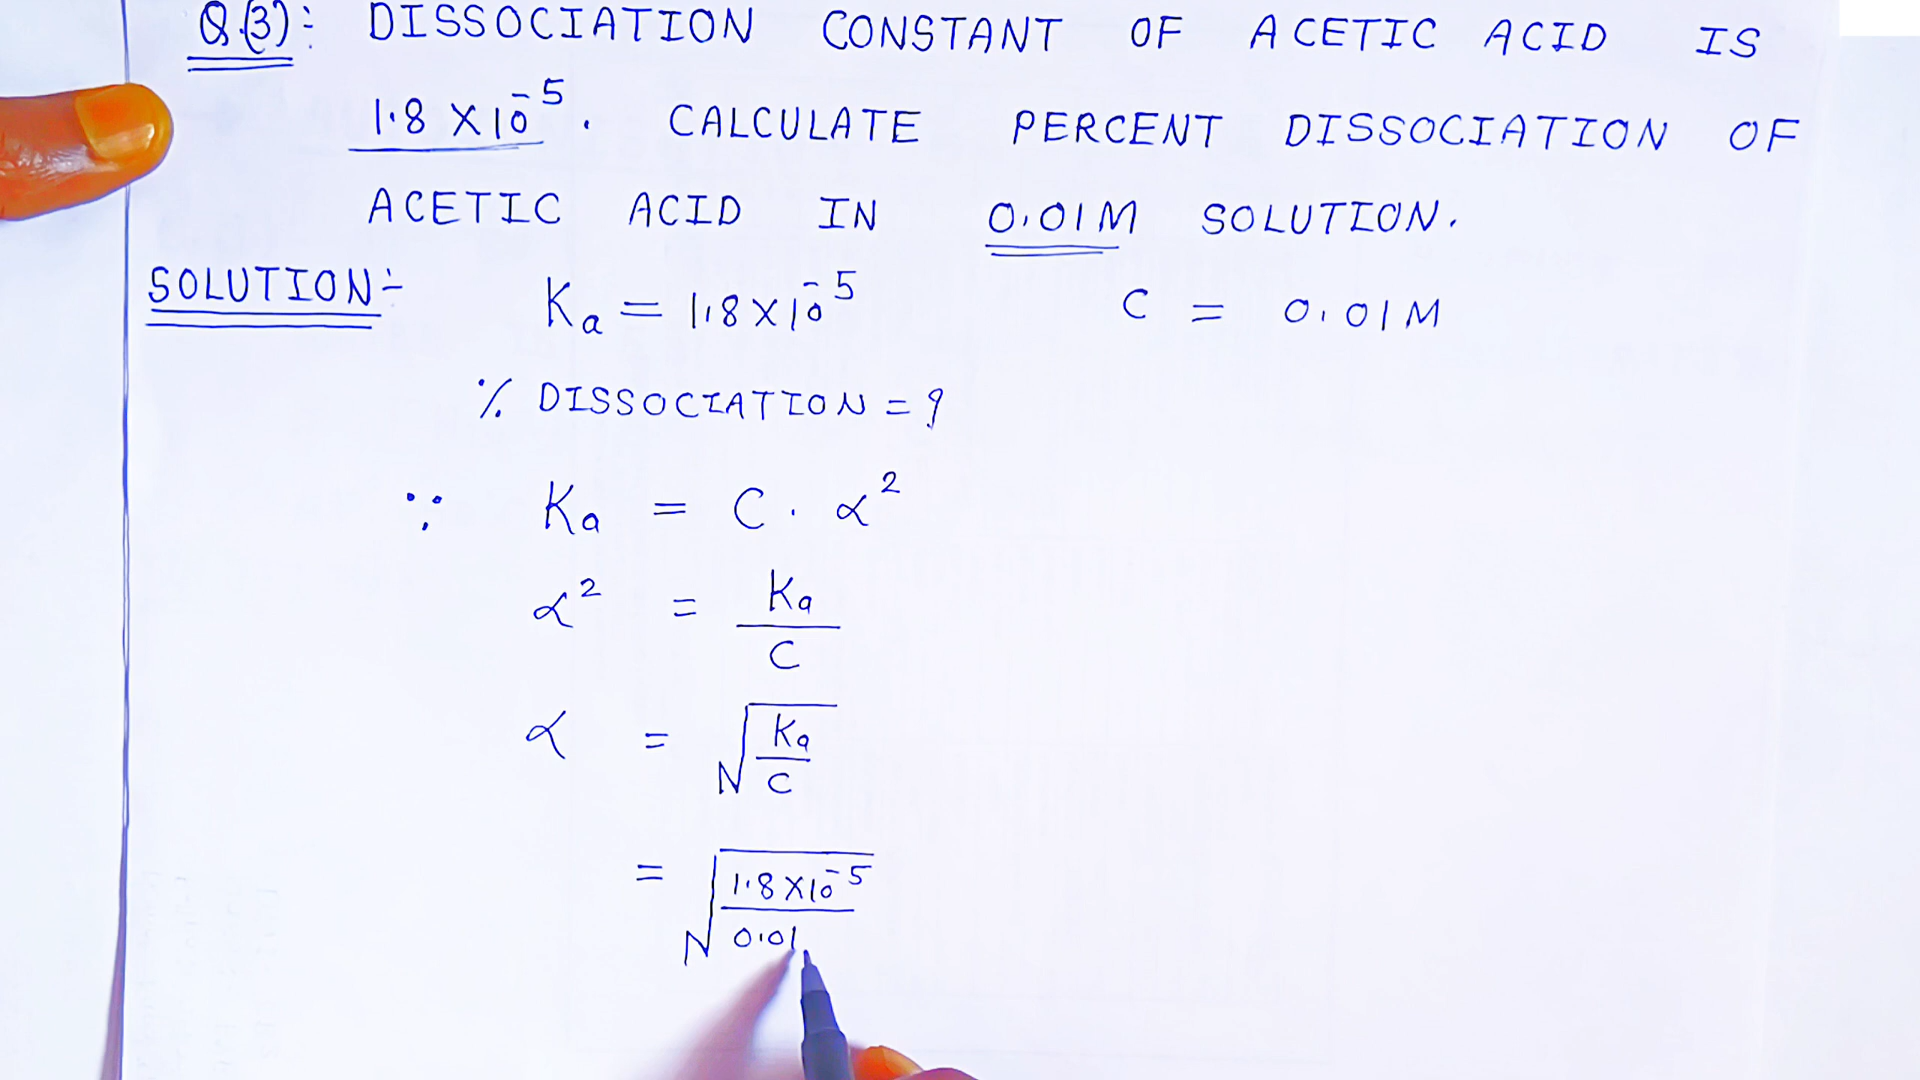 Q.(3):- DISSOCIATION CONSTANT OF ACETIC ACID IS
1.8 × 10⁻⁵. CALCULATE PERCENT DISSOCIATION OF
ACETIC ACID IN 0.01M SOLUTION.
SOLUTION:- Ka = 1.8×10⁻⁵ C = 0.01M
% DISSOCIATION = ?
∵ Ka = C . α²
α² = Ka / C
α = √(Ka / C)
= √(1.8×10⁻⁵ / 0.01)